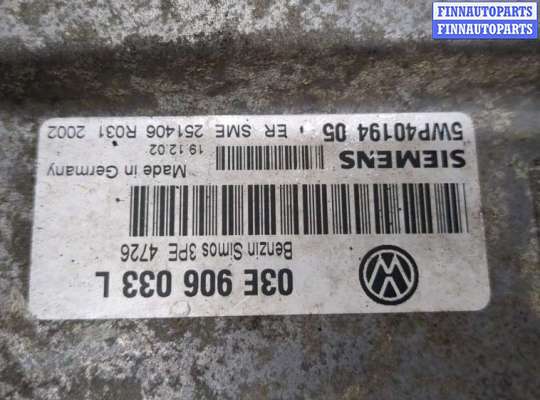 FINNAUTOPARTS
FINNAUTOPARTS
03E 906 033 L
Benzin Simos 3PE 4726
SIEMENS
19.12.02 Made in Germany
5WP40194 05 ER SME 251406 R031 2002